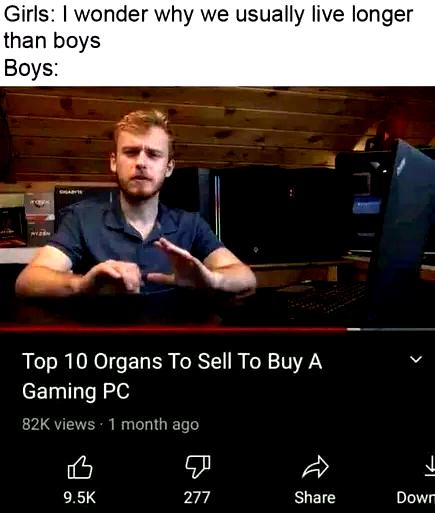 Girls: I wonder why we usually live longer
than boys
Boys:
GIGABYTE
RYZEN
RYZEN
Top 10 Organs To Sell To Buy A
Gaming PC
82K views · 1 month ago
9.5K
277
Share
Down